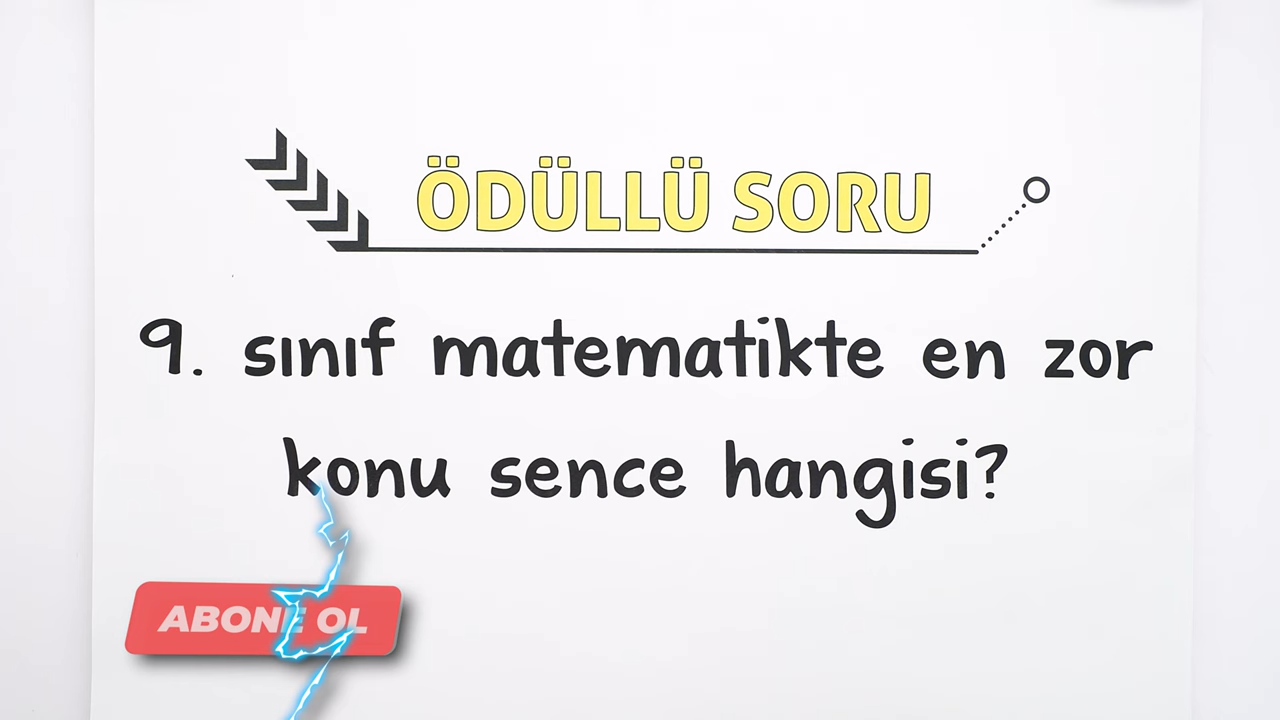 ÖDÜLLÜ SORU
9. sınıf matematikte en zor
konu sence hangisi?
ABONE OL